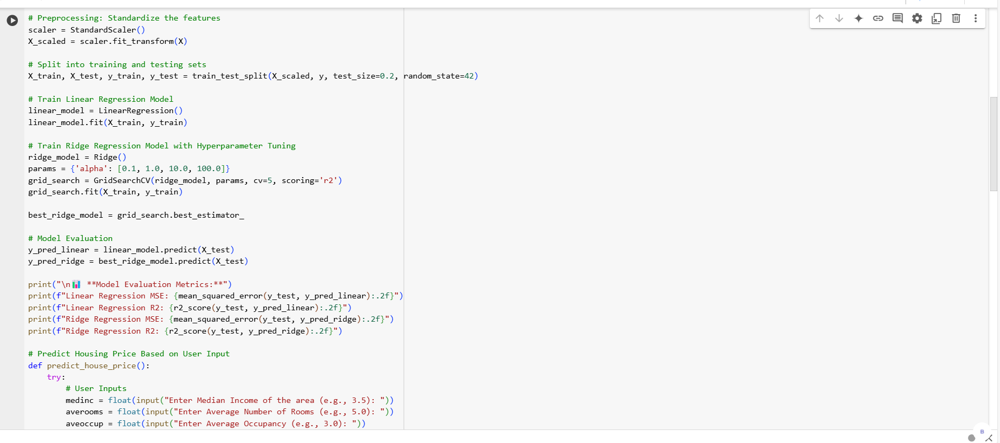 # Preprocessing: Standardize the features
scaler = StandardScaler()
X_scaled = scaler.fit_transform(X)
# Split into training and testing sets
X_train, X_test, y_train, y_test = train_test_split(X_scaled, y, test_size=0.2, random_state=42)
# Train Linear Regression Model
linear_model = LinearRegression()
linear_model.fit(X_train, y_train)
# Train Ridge Regression Model with Hyperparameter Tuning
ridge_model = Ridge()
params = {'alpha': [0.1, 1.0, 10.0, 100.0]}
grid_search = GridSearchCV(ridge_model, params, cv=5, scoring='r2')
grid_search.fit(X_train, y_train)
best_ridge_model = grid_search.best_estimator_
# Model Evaluation
y_pred_linear = linear_model.predict(X_test)
y_pred_ridge = best_ridge_model.predict(X_test)
print("\n📊 **Model Evaluation Metrics:**")
print(f"Linear Regression MSE: {mean_squared_error(y_test, y_pred_linear):.2f}")
print(f"Linear Regression R2: {r2_score(y_test, y_pred_linear):.2f}")
print(f"Ridge Regression MSE: {mean_squared_error(y_test, y_pred_ridge):.2f}")
print(f"Ridge Regression R2: {r2_score(y_test, y_pred_ridge):.2f}")
# Predict Housing Price Based on User Input
def predict_house_price():
    try:
        # User Inputs
        medinc = float(input("Enter Median Income of the area (e.g., 3.5): "))
        averooms = float(input("Enter Average Number of Rooms (e.g., 5.0): "))
        aveoccup = float(input("Enter Average Occupancy (e.g., 3.0): "))